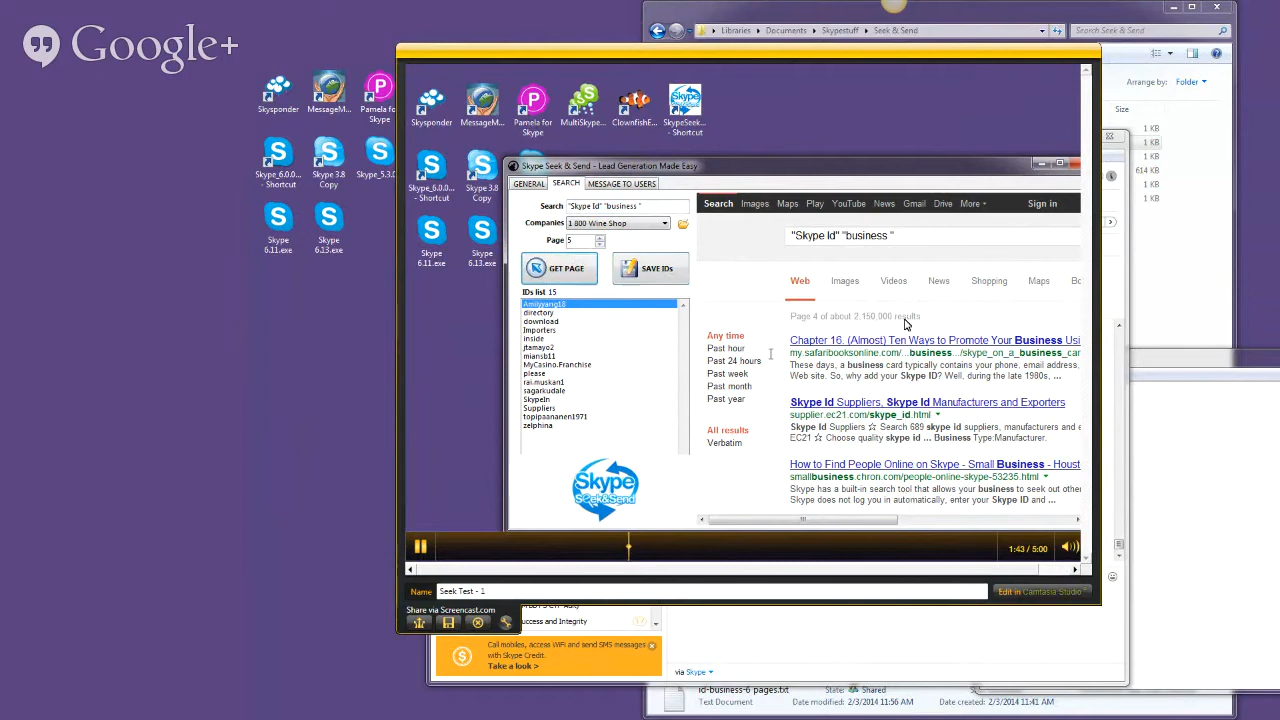 Google+
Libraries Documents Skypestuff Seek & Send
Search Seek & Send
Arrange by: Folder
Size
1 KB
1 KB
1 KB
614 KB
1 KB
1 KB
Skysponder MessageM... Pamela for Skype
Skype_6.0.0... - Shortcut
Skype 3.8 Copy
Skype_5.3.0
Skype 6.11.exe
Skype 6.13.exe
Skysponder MessageM... Pamela for Skype MultiSkype... ClownfishE... SkypeSeek... - Shortcut
Skype_6.0.0... - Shortcut
Skype 3.8 Copy
Skype 6.11.exe
Skype 6.13.exe
Skype Seek & Send - Lead Generation Made Easy
GENERAL SEARCH MESSAGE TO USERS
Search "Skype Id" "business "
Companies 1 800 Wine Shop
Page 5
GET PAGE SAVE IDs
IDs list 15
Amiiyyang18
directory
download
Importers
inside
jtamayo2
miansb11
MyCasino.Franchise
please
rai.muskan1
sagarkudale
SkypeIn
Suppliers
topipaananen1971
zelphina
Skype
Seek&Send
Search Images Maps Play YouTube News Gmail Drive More Sign in
"Skype Id" "business "
Web Images Videos News Shopping Maps Bo
Page 4 of about 2,150,000 results
Any time
Past hour
Past 24 hours
Past week
Past month
Past year
All results
Verbatim
Chapter 16. (Almost) Ten Ways to Promote Your Business Usi
my.safaribooksonline.com/...business.../skype_on_a_business_car
These days, a business card typically contains your phone, email address,
Web site. So, why add your Skype ID? Well, during the late 1980s, ...
Skype Id Suppliers, Skype Id Manufacturers and Exporters
supplier.ec21.com/skype_id.html
Skype Id Suppliers ☆ Search 689 skype id suppliers, manufacturers and e
EC21 ☆ Choose quality skype id ... Business Type:Manufacturer.
How to Find People Online on Skype - Small Business - Houst
smallbusiness.chron.com/people-online-skype-53235.html
Skype has a built-in search tool that allows your business to seek out other
Skype does not log you in automatically, enter your Skype ID and ...
1:43 / 5:00
Name Seek Test - 1
Edit in Camtasia Studio
Share via Screencast.com
uccess and Integrity
Call mobiles, access WiFi and send SMS messages
with Skype Credit.
Take a look >
via Skype
id-business-6 pages.txt
Text Document
State: Shared
Date modified: 2/3/2014 11:56 AM
Date created: 2/3/2014 11:41 AM